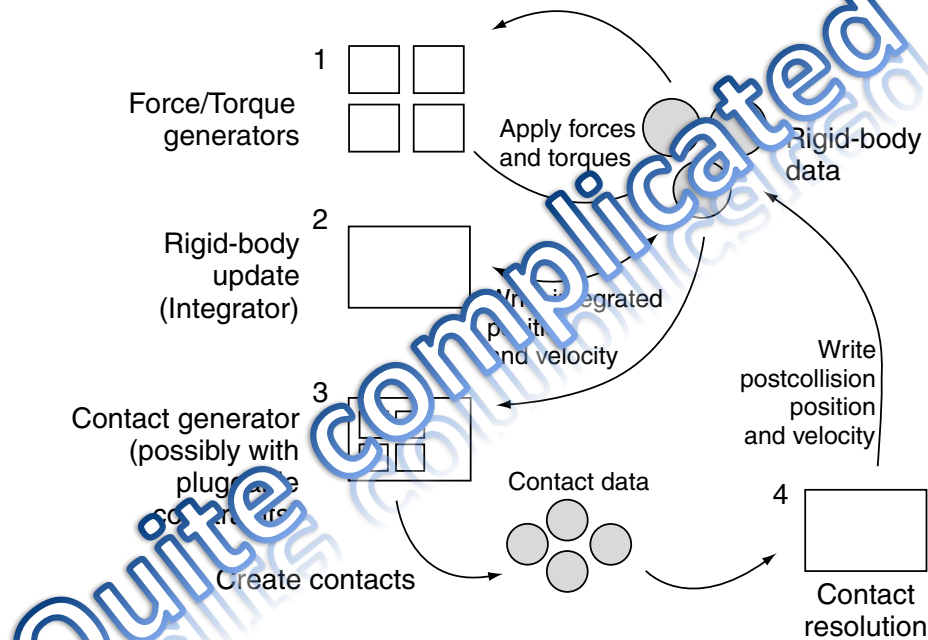 1
Force/Torque
generators
Apply forces
and torques
Rigid-body
data
2
Rigid-body
update
(Integrator)
and velocity
3
Contact generator
(possibly with
Write
postcollision
position
and velocity
Contact data
4
Create contacts
Contact
resolution
Quite complicated